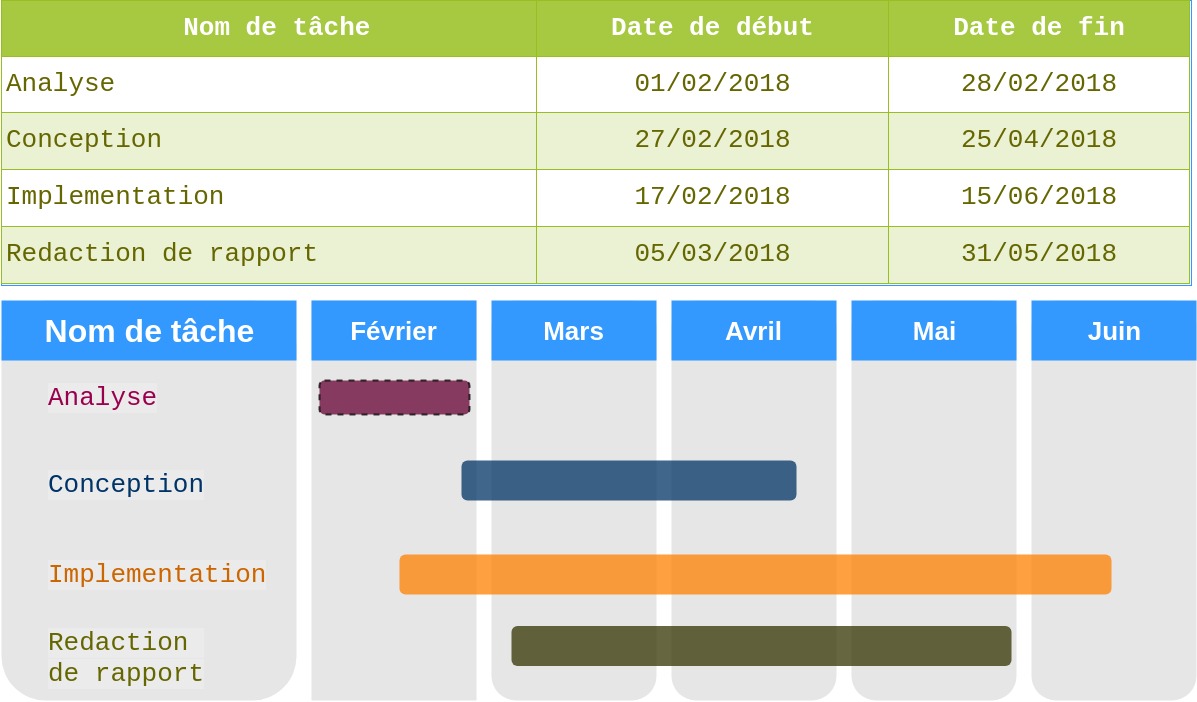 Nom de tâche Date de début Date de fin
Analyse 01/02/2018 28/02/2018
Conception 27/02/2018 25/04/2018
Implementation 17/02/2018 15/06/2018
Redaction de rapport 05/03/2018 31/05/2018
Nom de tâche Février Mars Avril Mai Juin
Analyse
Conception
Implementation
Redaction
de rapport